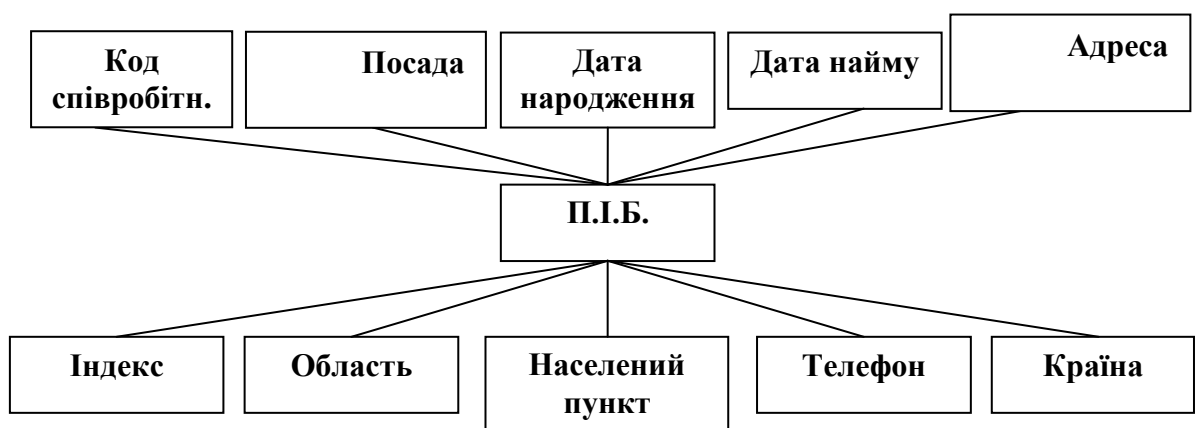 Код
співробітн.
Посада
Дата
народження
Дата найму
Адреса
П.І.Б.
Індекс
Область
Населений
пункт
Телефон
Країна